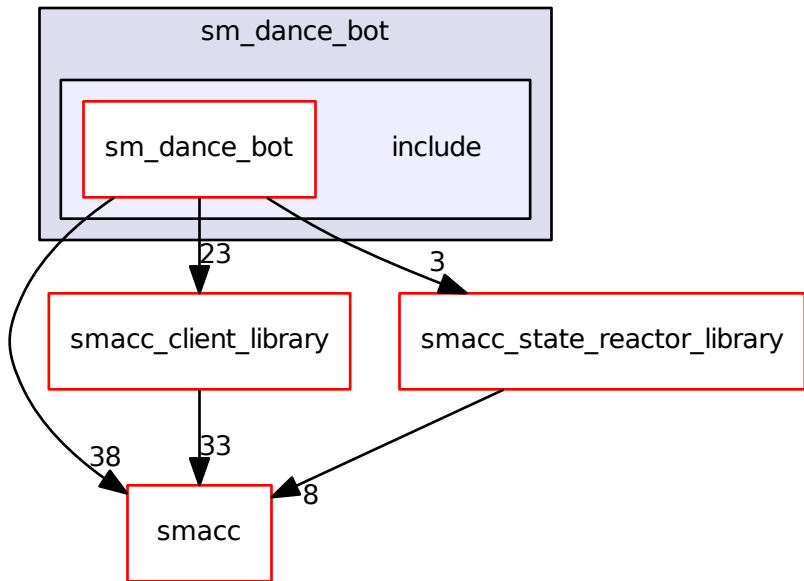 sm_dance_bot
sm_dance_bot
include
23
3
smacc_client_library
smacc_state_reactor_library
38
33
8
smacc